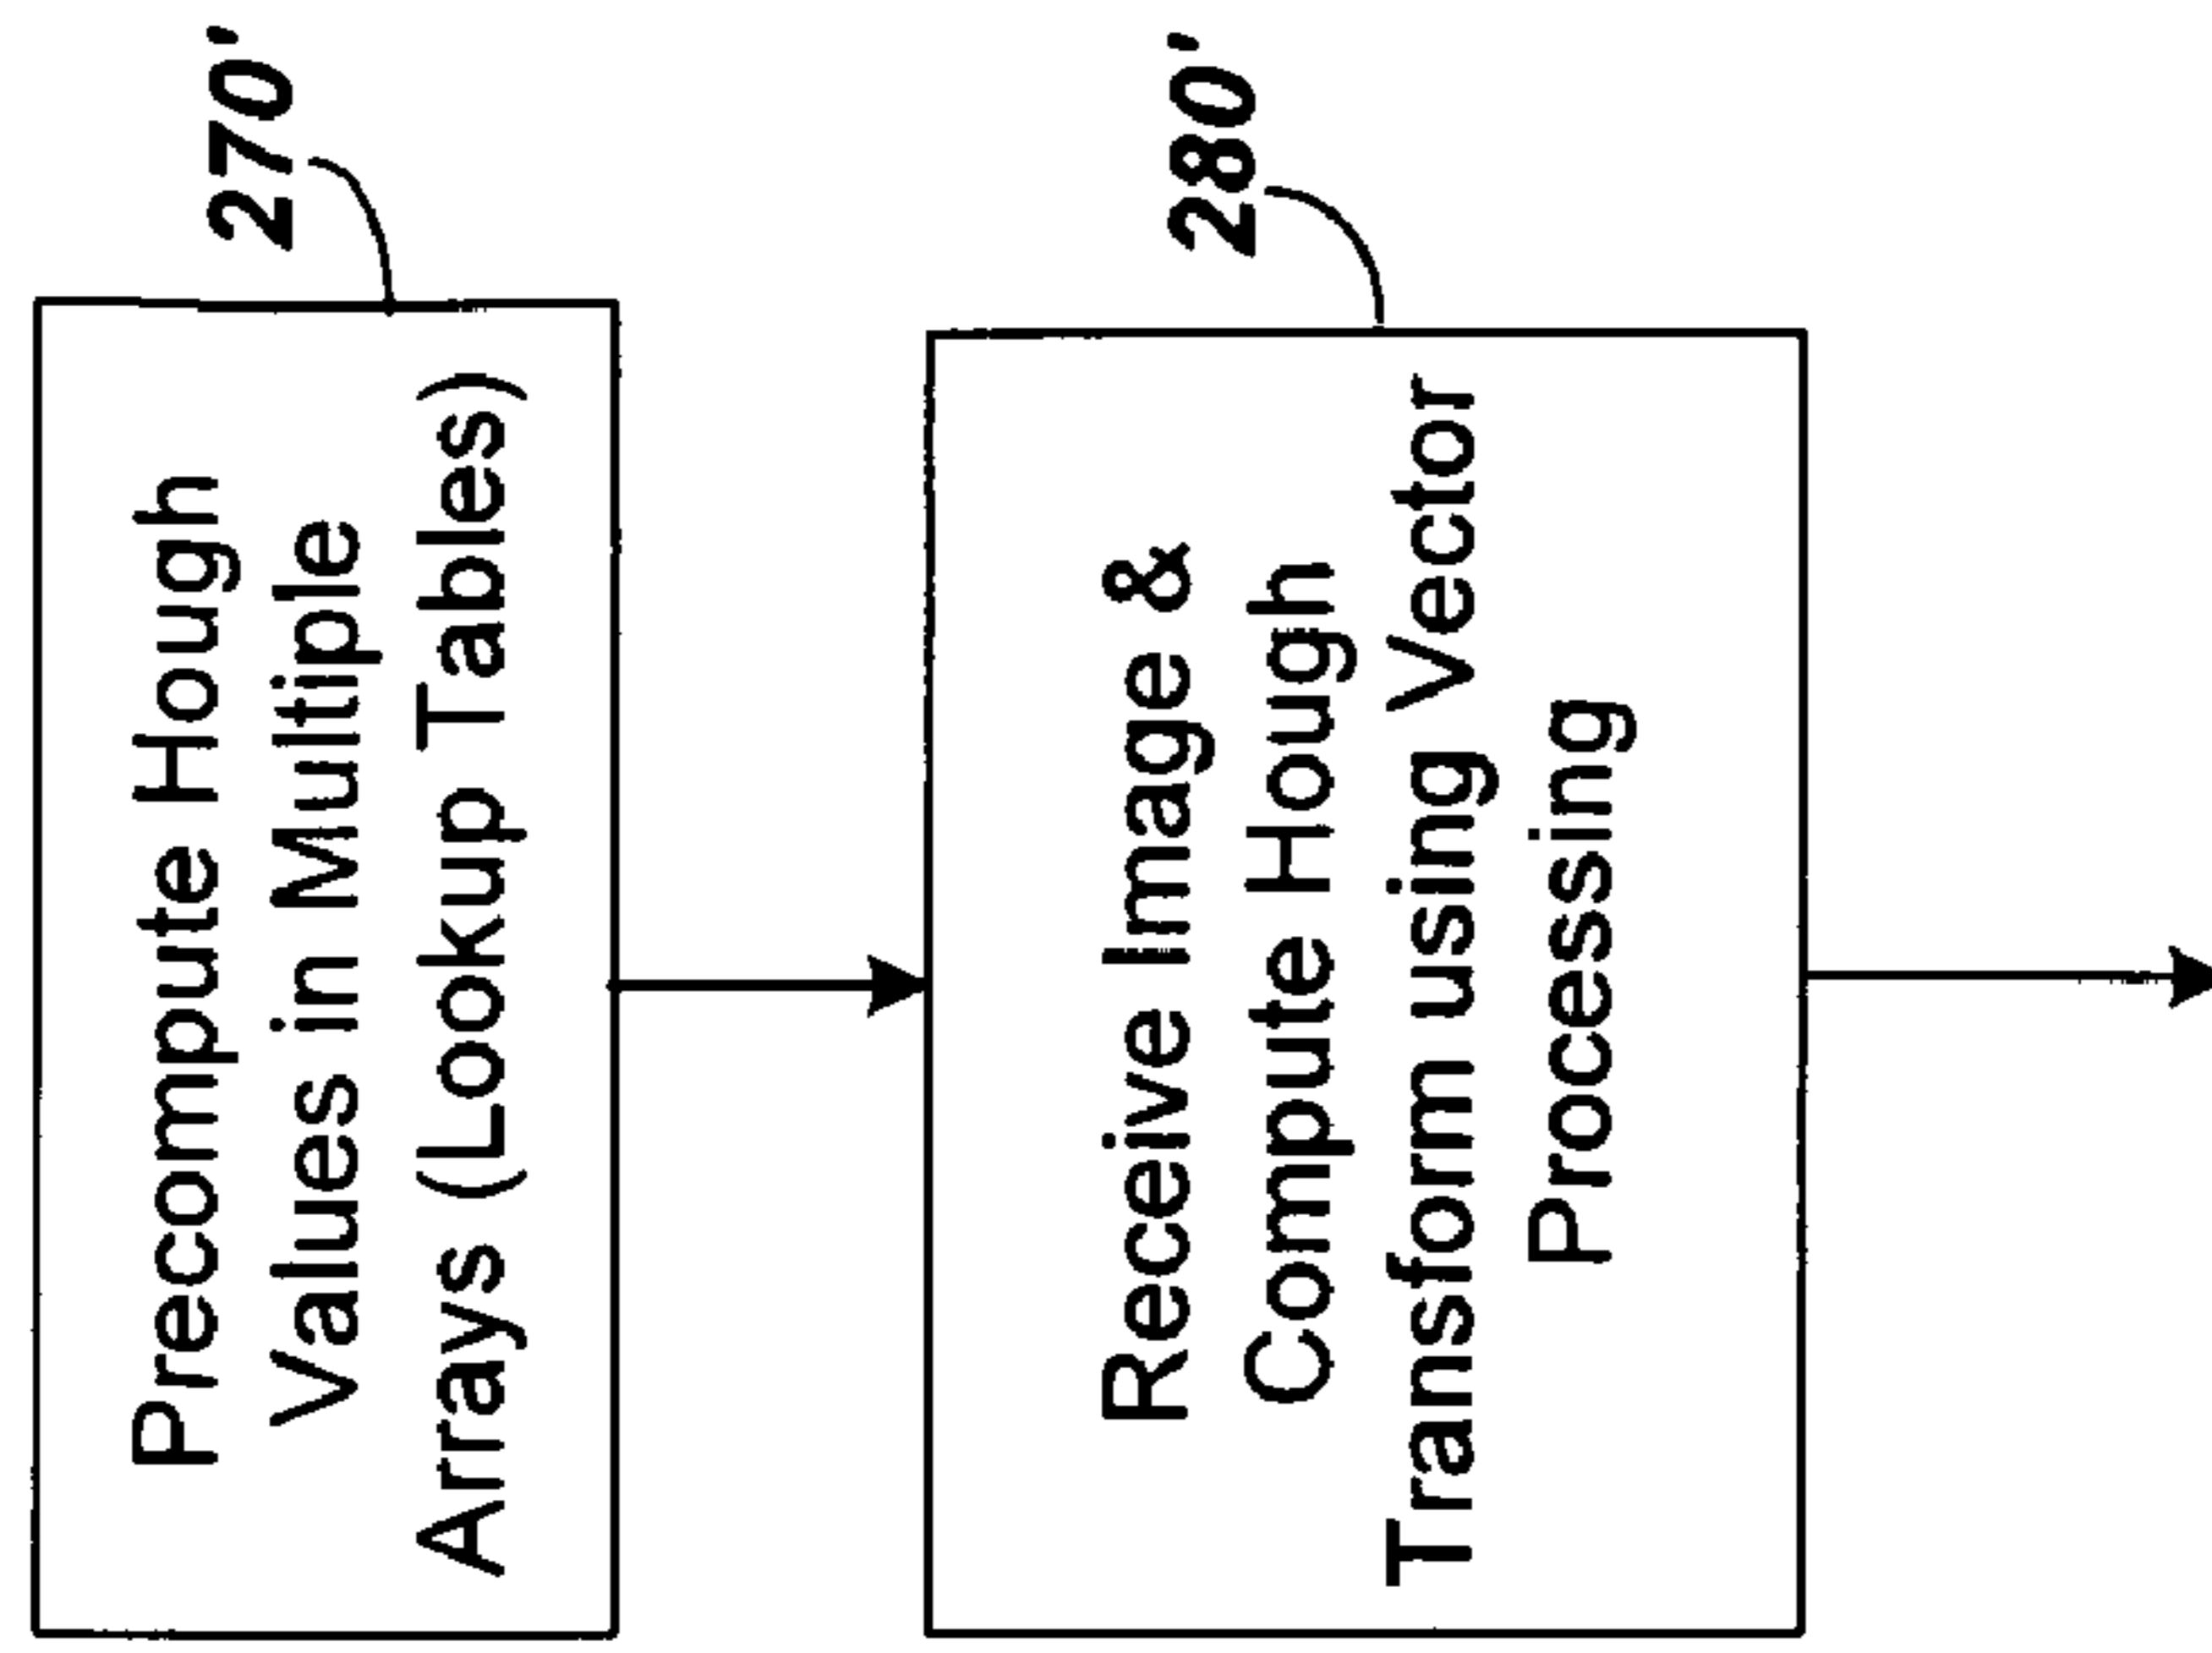 Precompute Hough
Values in Multiple
Arrays (Lookup Tables)
270'
Receive Image &
Compute Hough
Transform using Vector
Processing
280'